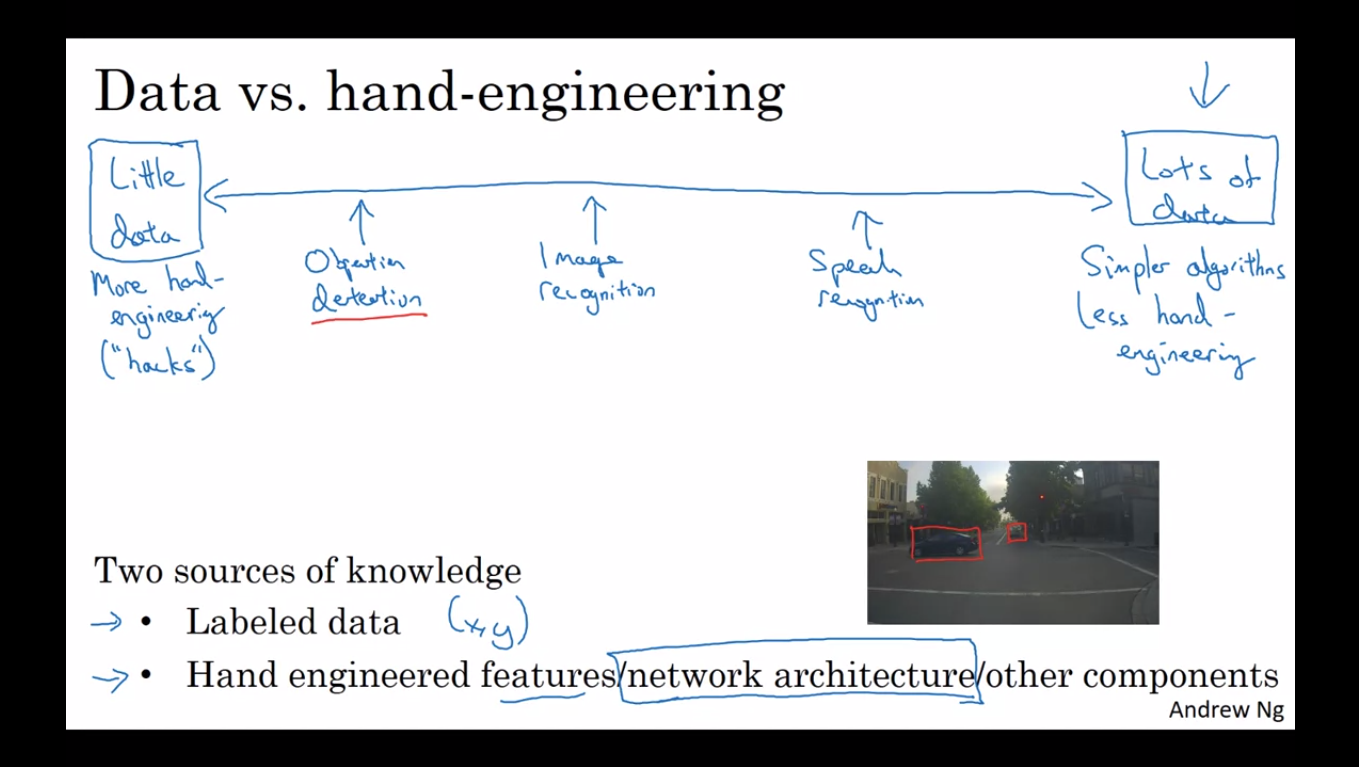 Data vs. hand-engineering
Little
data
More hand-
engineering
("hacks")
Object
detection
Image
recognition
Speech
recognition
Lots of
data
Simpler algorithms
Less hand-
engineering
Two sources of knowledge
→ • Labeled data (x,y)
→ • Hand engineered features/network architecture/other components
Andrew Ng